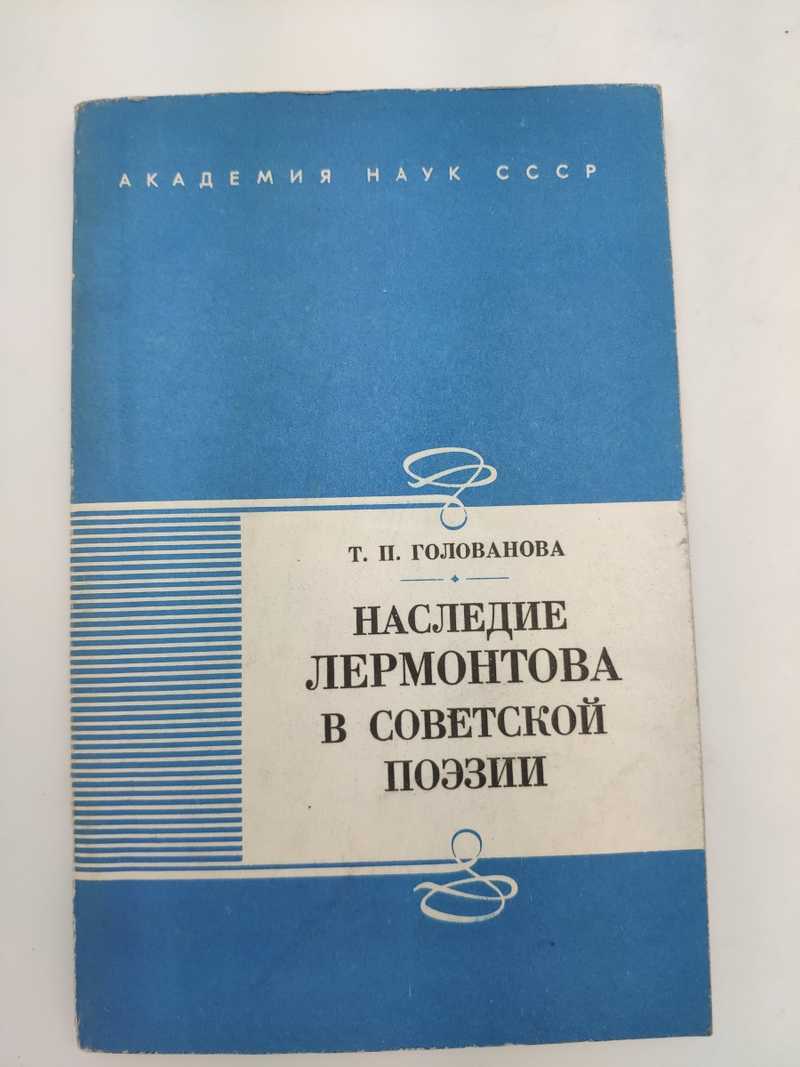 АКАДЕМИЯ НАУК СССР
Т. П. ГОЛОВАНОВА
НАСЛЕДИЕ
ЛЕРМОНТОВА
В СОВЕТСКОЙ
ПОЭЗИИ